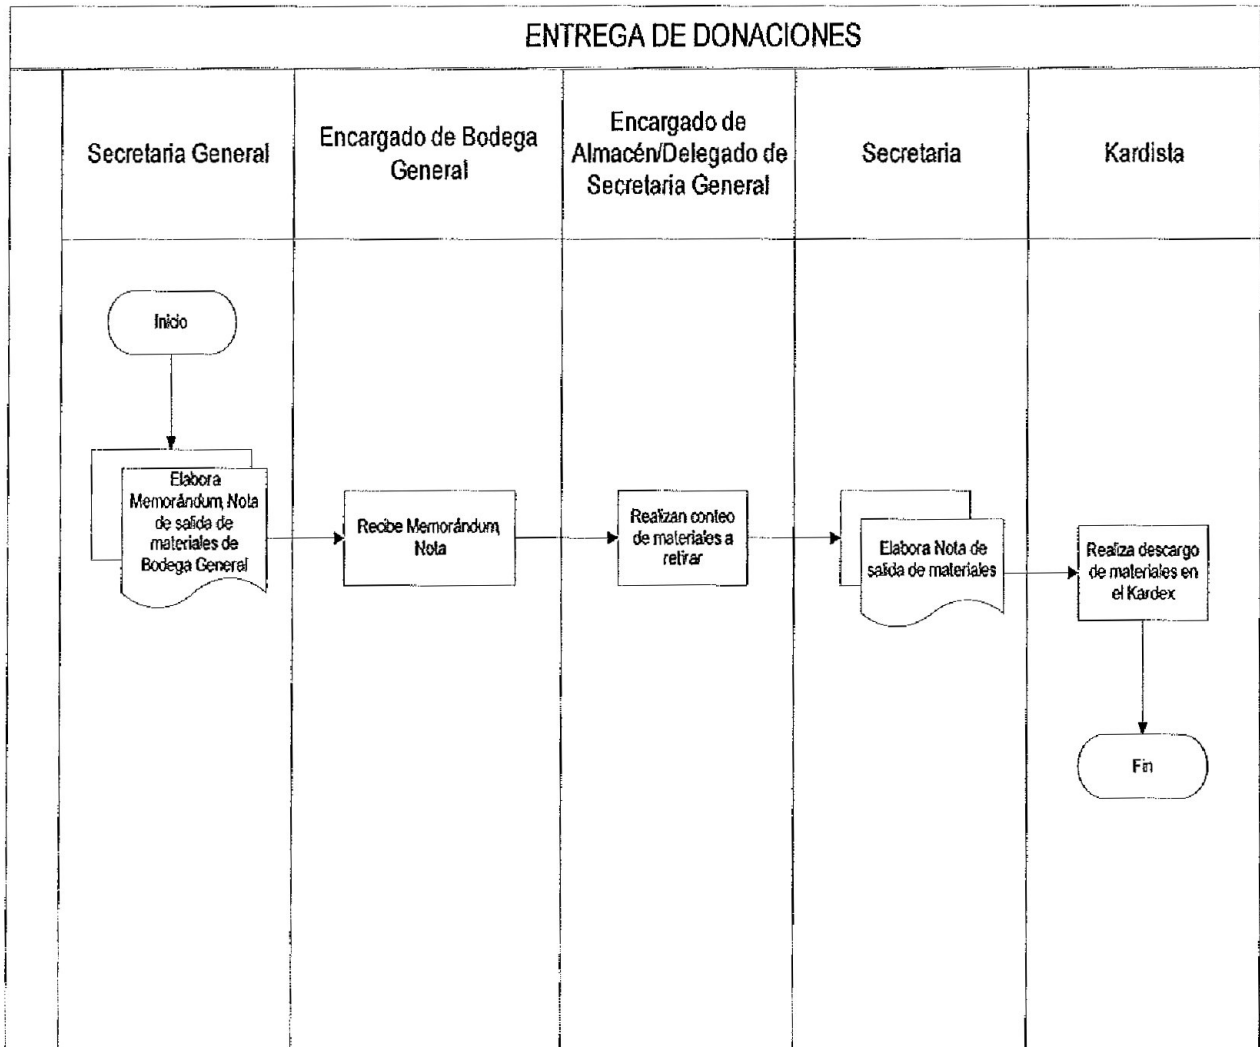 ENTREGA DE DONACIONES
Secretaria General
Encargado de Bodega
General
Encargado de
Almacén/Delegado de
Secretaria General
Secretaria
Kardista
Inicio
Elabora
Memorándum, Nota
de salida de
materiales de
Bodega General
Recibe Memorándum,
Nota
Realizan conteo
de materiales a
retirar
Elabora Nota de
salida de materiales
Realiza descargo
de materiales en
el Kardex
Fin